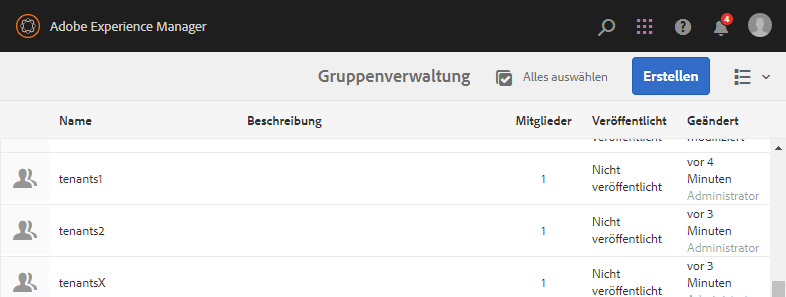 Adobe Experience Manager
4
Gruppenverwaltung
Alles auswählen
Erstellen
Name Beschreibung Mitglieder Veröffentlicht Geändert
veröffentlicht modifiziert
tenants1 1 Nicht veröffentlicht vor 4 Minuten Administrator
tenants2 1 Nicht veröffentlicht vor 3 Minuten Administrator
tenantsX 1 Nicht veröffentlicht vor 3 Minuten Administrator